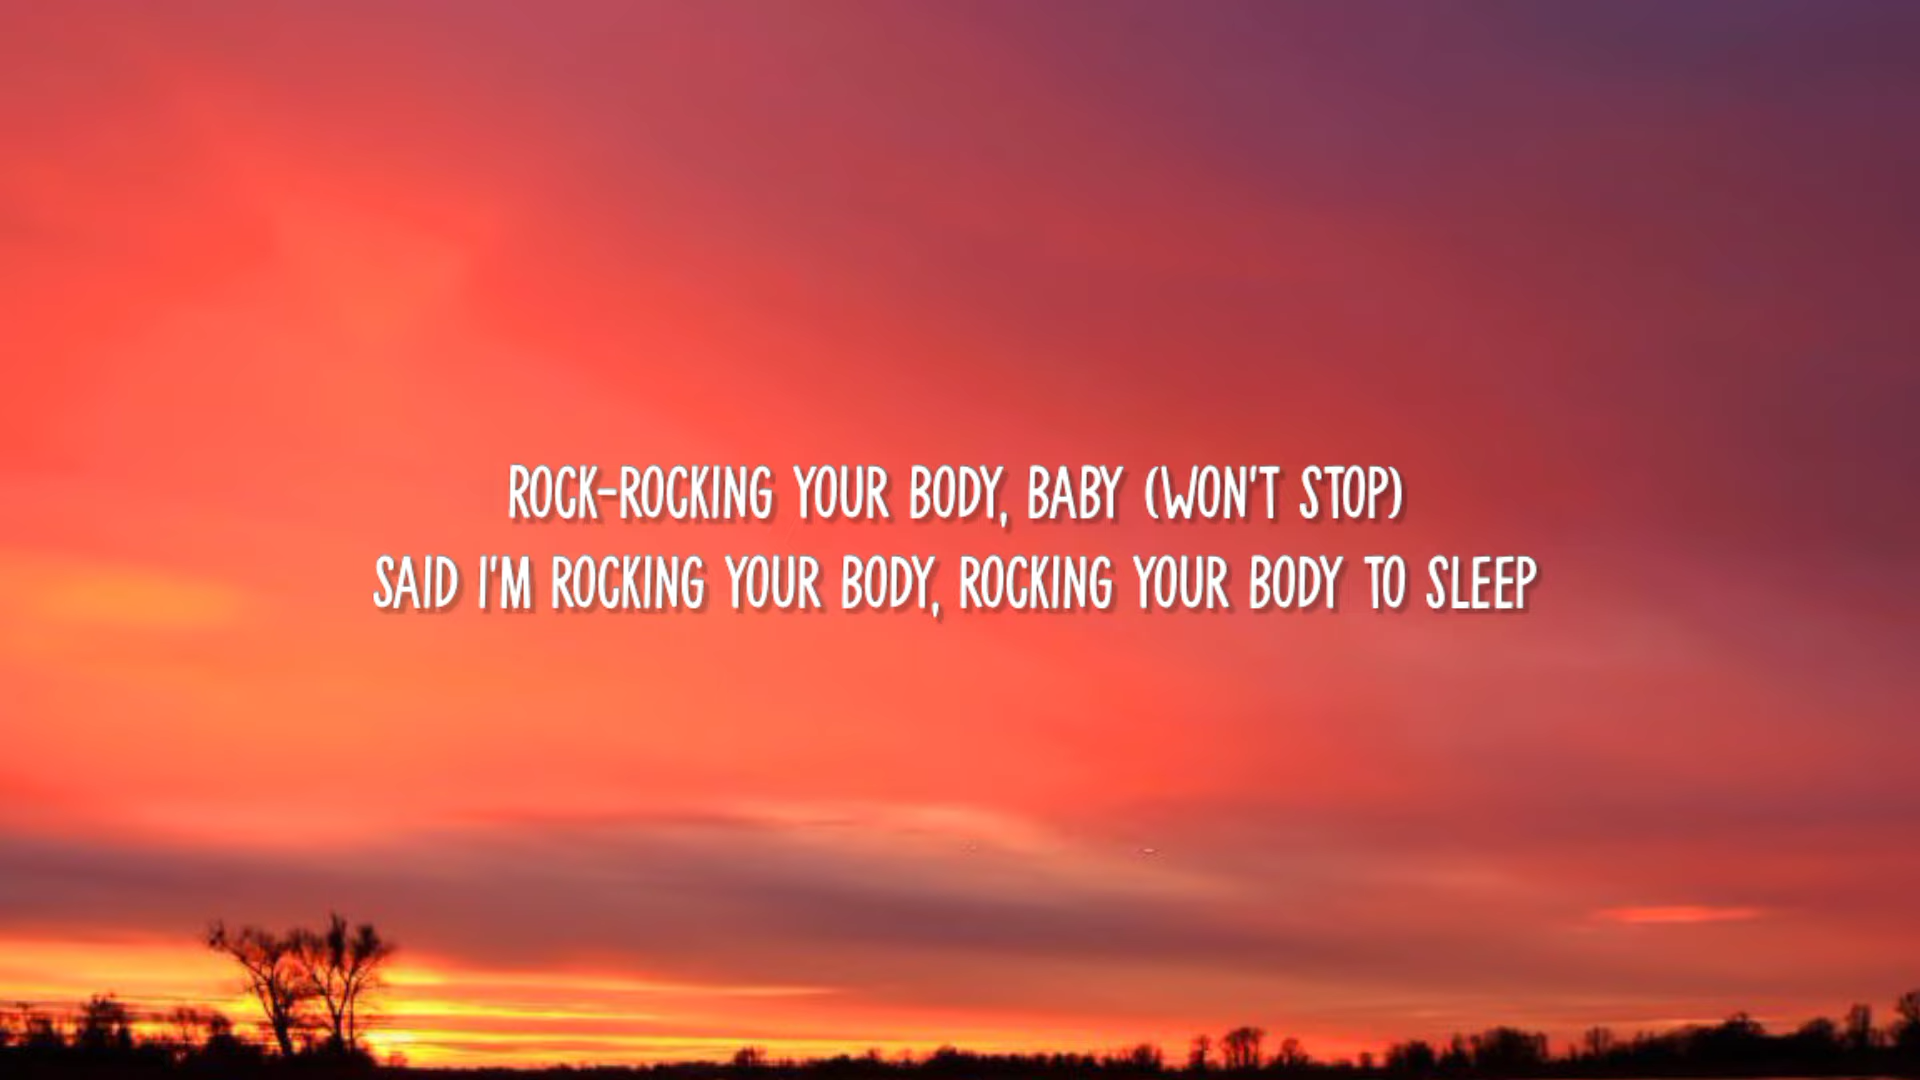 ROCK-ROCKING YOUR BODY, BABY (WON'T STOP)
SAID I'M ROCKING YOUR BODY, ROCKING YOUR BODY TO SLEEP